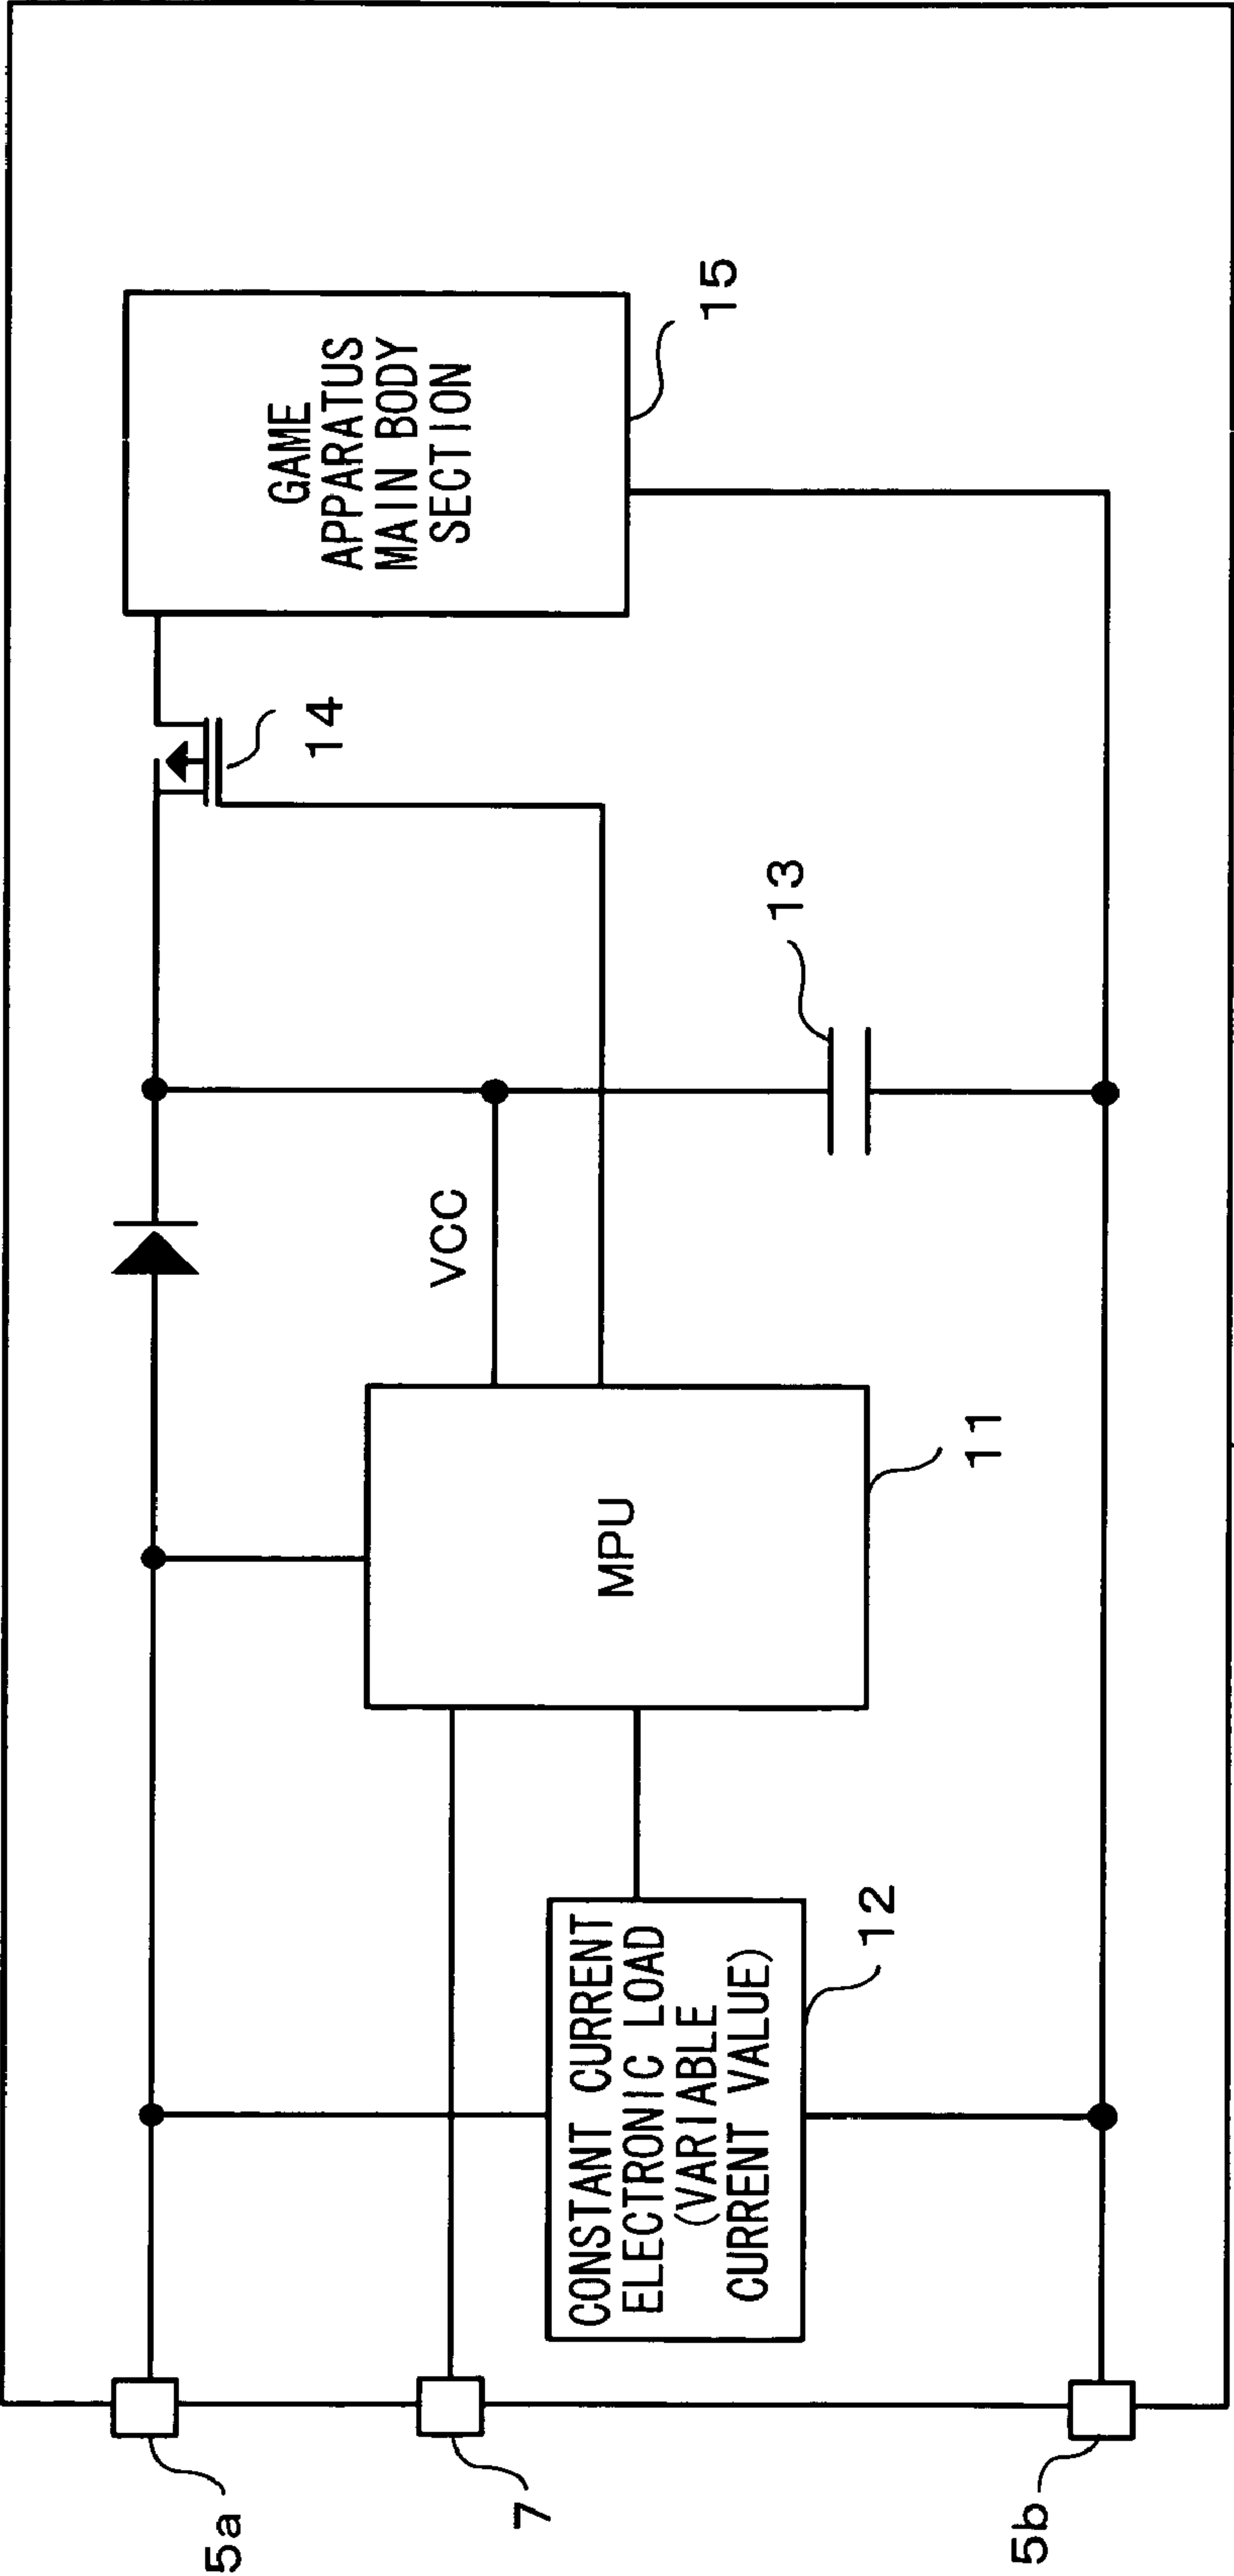 5a
7
5b
CONSTANT CURRENT
ELECTRONIC LOAD
(VARIABLE
CURRENT VALUE)
12
MPU
11
VCC
13
14
GAME
APPARATUS
MAIN BODY
SECTION
15